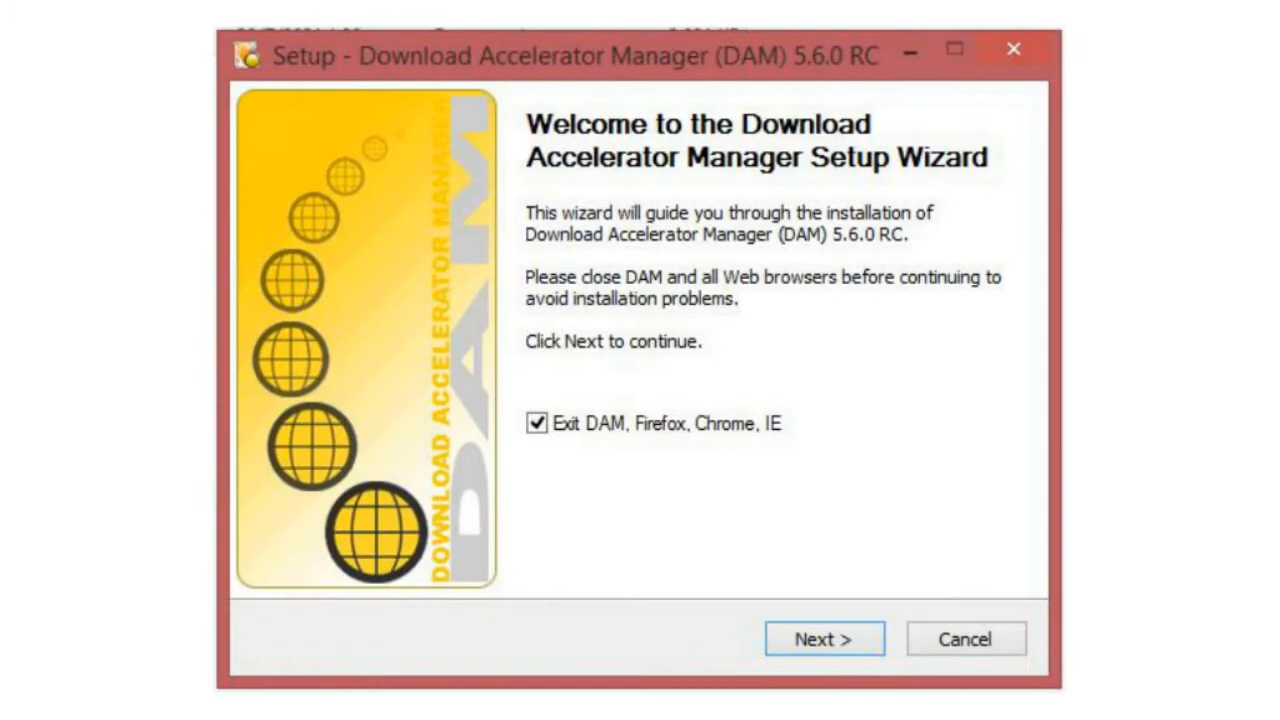 Setup - Download Accelerator Manager (DAM) 5.6.0 RC
DOWNLOAD ACCELERATOR MANAGER
DAM
Welcome to the Download
Accelerator Manager Setup Wizard
This wizard will guide you through the installation of
Download Accelerator Manager (DAM) 5.6.0 RC.
Please close DAM and all Web browsers before continuing to
avoid installation problems.
Click Next to continue.
Exit DAM, Firefox, Chrome, IE
Next >
Cancel